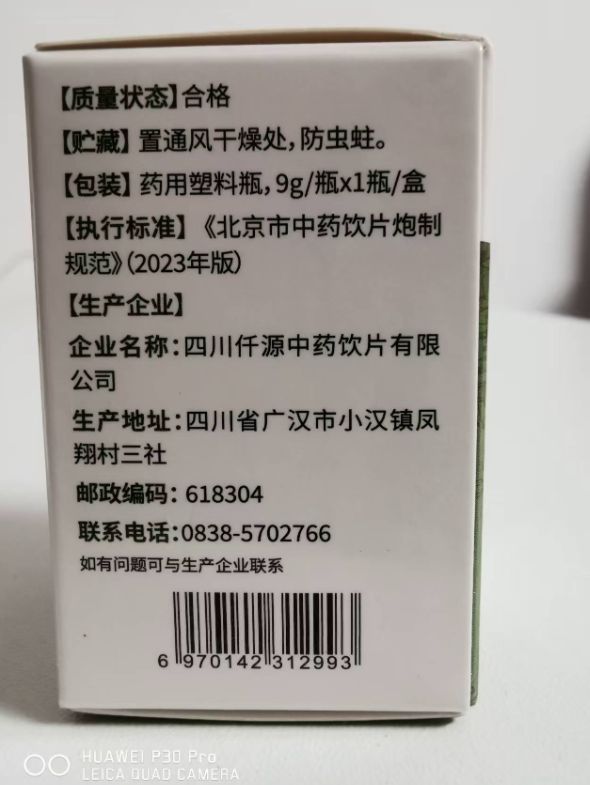 【质量状态】合格
【贮藏】置通风干燥处,防虫蛀。
【包装】药用塑料瓶,9g/瓶x1瓶/盒
【执行标准】《北京市中药饮片炮制
规范》(2023年版)
【生产企业】
企业名称:四川仟源中药饮片有限
公司
生产地址:四川省广汉市小汉镇凤
翔村三社
邮政编码:618304
联系电话:0838-5702766
如有问题可与生产企业联系
6 970142 312993
HUAWEI P30 Pro
LEICA QUAD CAMERA